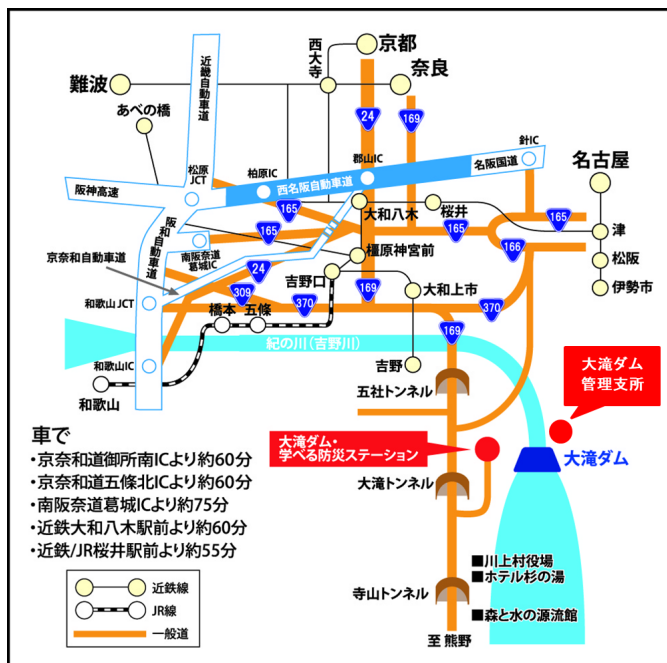 京都
西大寺
奈良
難波
近畿自動車道
あべの橋
24
169
郡山IC
針IC
名阪国道
松原
JCT
柏原IC
名古屋
阪神高速
西名阪自動車道
165
大和八木
桜井
165
津
阪和自動車道
165
165
166
南阪奈道
葛城IC
橿原神宮前
松阪
京奈和自動車道
24
吉野口
伊勢市
309
大和上市
和歌山JCT
370
169
370
橋本
五條
169
紀の川(吉野川)
和歌山IC
吉野
大滝ダム
管理支所
和歌山
五社トンネル
車で
大滝ダム・
学べる防災ステーション
大滝ダム
・京奈和道御所南ICより約60分
・京奈和道五條北ICより約60分
大滝トンネル
・南阪奈道葛城ICより約75分
・近鉄大和八木駅前より約60分
・近鉄/JR桜井駅前より約55分
■川上村役場
■ホテル杉の湯
近鉄線
寺山トンネル
JR線
■森と水の源流館
一般道
至 熊野